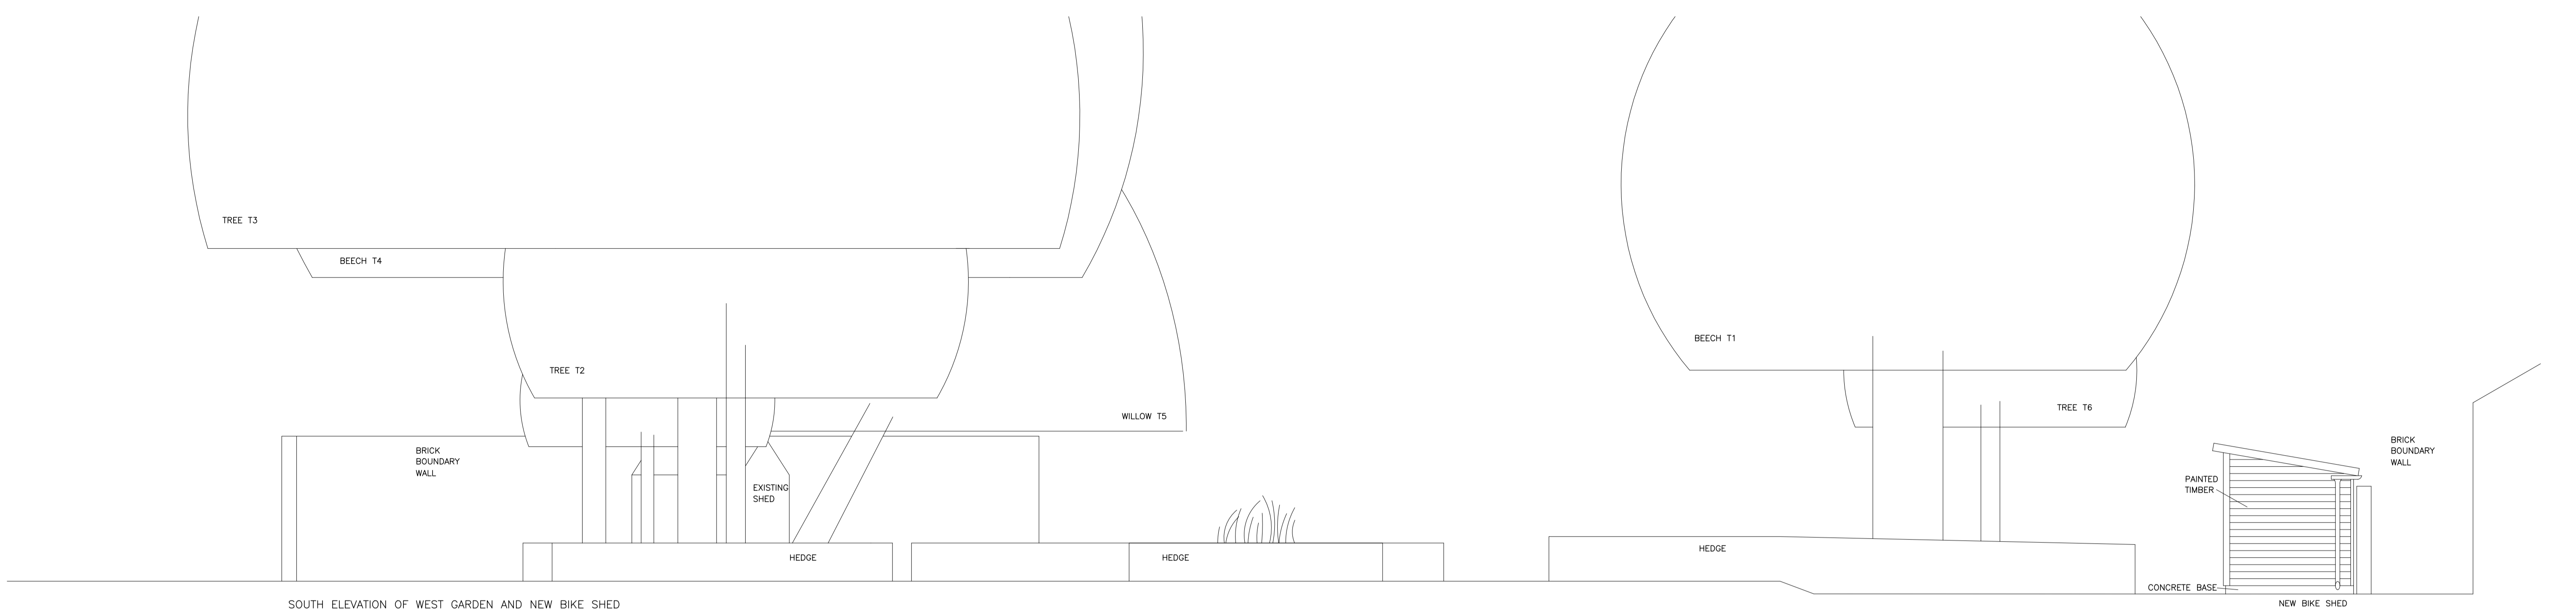 TREE T3
BEECH T4
TREE T2
WILLOW T5
BRICK
BOUNDARY
WALL
EXISTING
SHED
HEDGE
HEDGE
BEECH T1
TREE T6
HEDGE
BRICK
BOUNDARY
WALL
PAINTED
TIMBER
CONCRETE BASE
NEW BIKE SHED
SOUTH ELEVATION OF WEST GARDEN AND NEW BIKE SHED